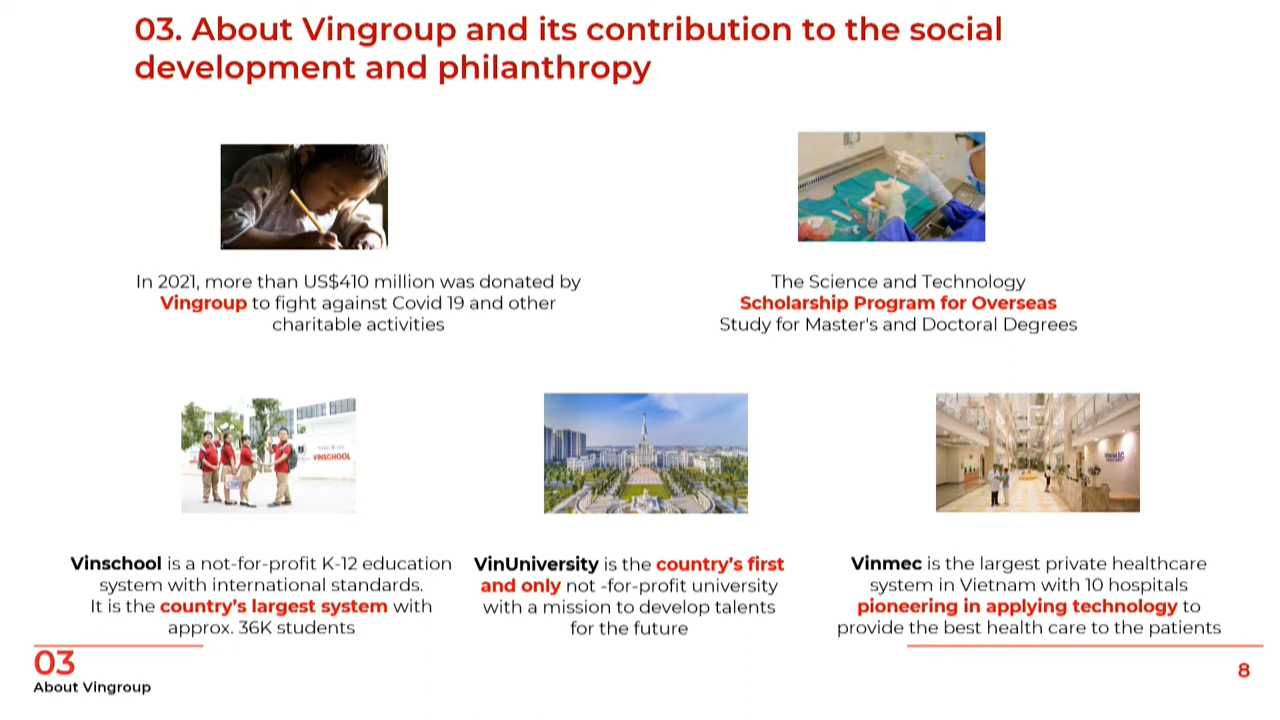 03. About Vingroup and its contribution to the social
development and philanthropy
In 2021, more than US$410 million was donated by
Vingroup to fight against Covid 19 and other
charitable activities
The Science and Technology
Scholarship Program for Overseas
Study for Master's and Doctoral Degrees
VINSCHOOL
Vinschool is a not-for-profit K-12 education
system with international standards.
It is the country's largest system with
approx. 36K students
VinUniversity is the country's first
and only not -for-profit university
with a mission to develop talents
for the future
Vinmec is the largest private healthcare
system in Vietnam with 10 hospitals
pioneering in applying technology to
provide the best health care to the patients
03
About Vingroup
8